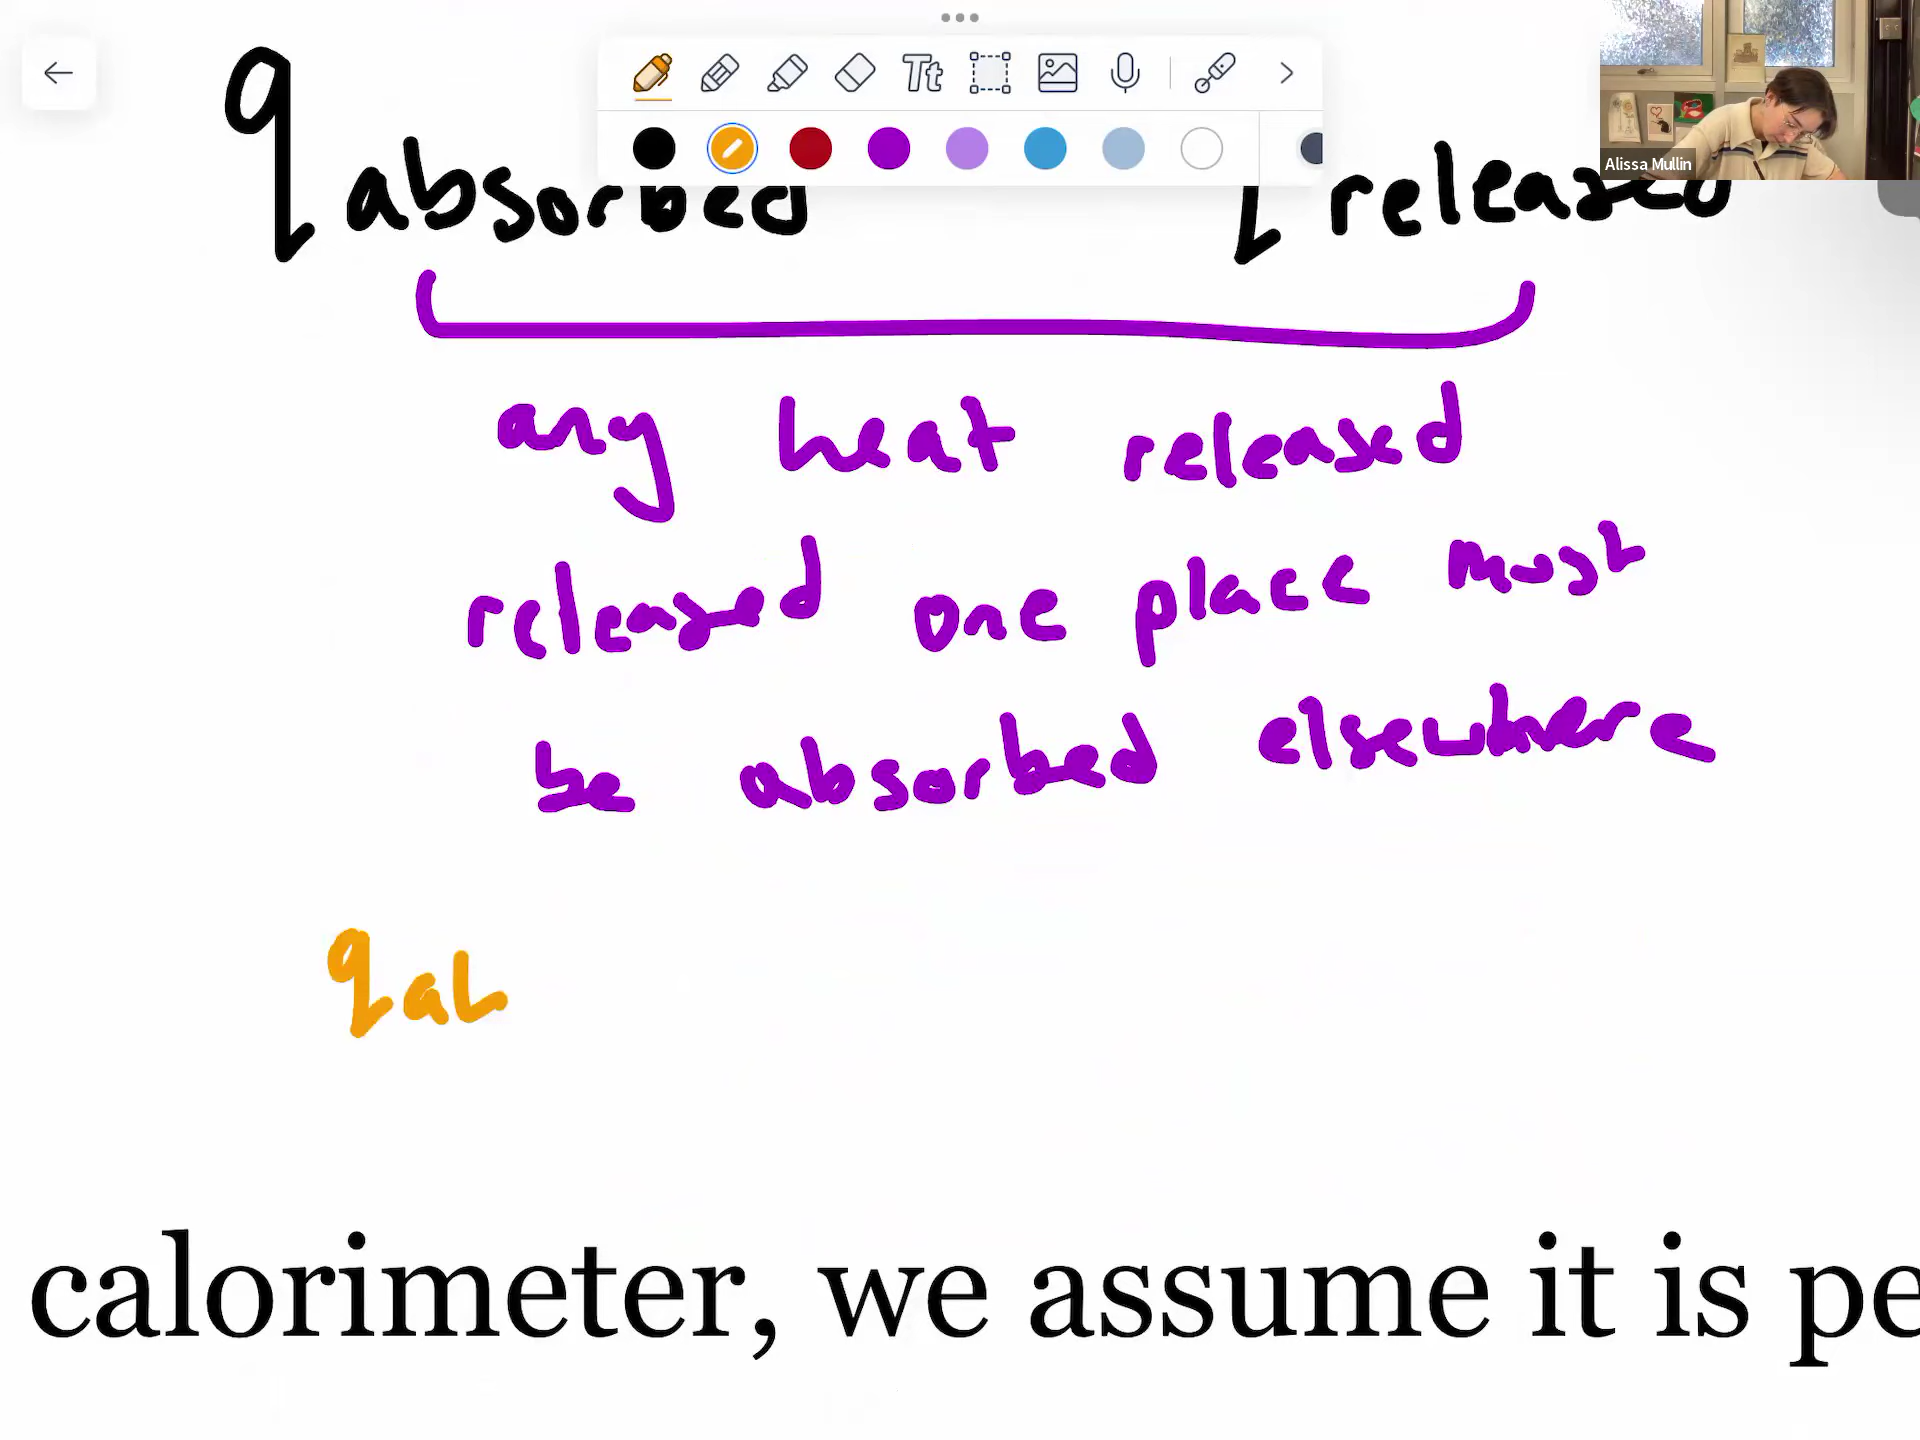 q absorbed q released
Alissa Mullin
any heat released
released one place must
be absorbed elsewhere
q ab
calorimeter, we assume it is pe